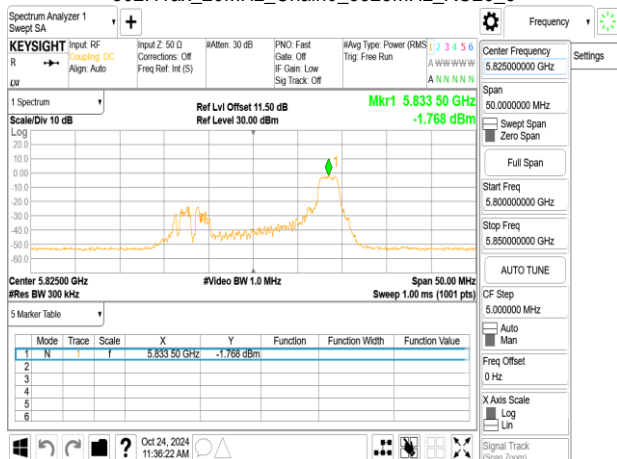 Spectrum Analyzer 1
Swept SA
Frequency
Settings
KEYSIGHT
R
Input: RF
Coupling: DC
Align: Auto
Input Z: 50 Ω
Corrections: Off
Freq Ref: Int (S)
#Atten: 30 dB
PNO: Fast
Gate: Off
IF Gain: Low
Sig Track: Off
#Avg Type: Power (RMS
Trig: Free Run
1 2 3 4 5 6
A W W W W W
A N N N N N
1 Spectrum
Scale/Div 10 dB
Ref Lvl Offset 11.50 dB
Ref Level 30.00 dBm
Mkr1 5.833 50 GHz
-1.768 dBm
Log
20.0
10.0
0.00
-10.0
-20.0
-30.0
-40.0
-50.0
-60.0
1
Center 5.82500 GHz
#Res BW 300 kHz
#Video BW 1.0 MHz
Span 50.00 MHz
Sweep 1.00 ms (1001 pts)
5 Marker Table
Mode Trace Scale X Y Function Function Width Function Value
1 N 1 f 5.833 50 GHz -1.768 dBm
2
3
4
5
6
Oct 24, 2024
11:36:22 AM
Center Frequency
5.825000000 GHz
Span
50.0000000 MHz
Swept Span
Zero Span
Full Span
Start Freq
5.800000000 GHz
Stop Freq
5.850000000 GHz
AUTO TUNE
CF Step
5.000000 MHz
Auto
Man
Freq Offset
0 Hz
X Axis Scale
Log
Lin
Signal Track
(Span Zoom)